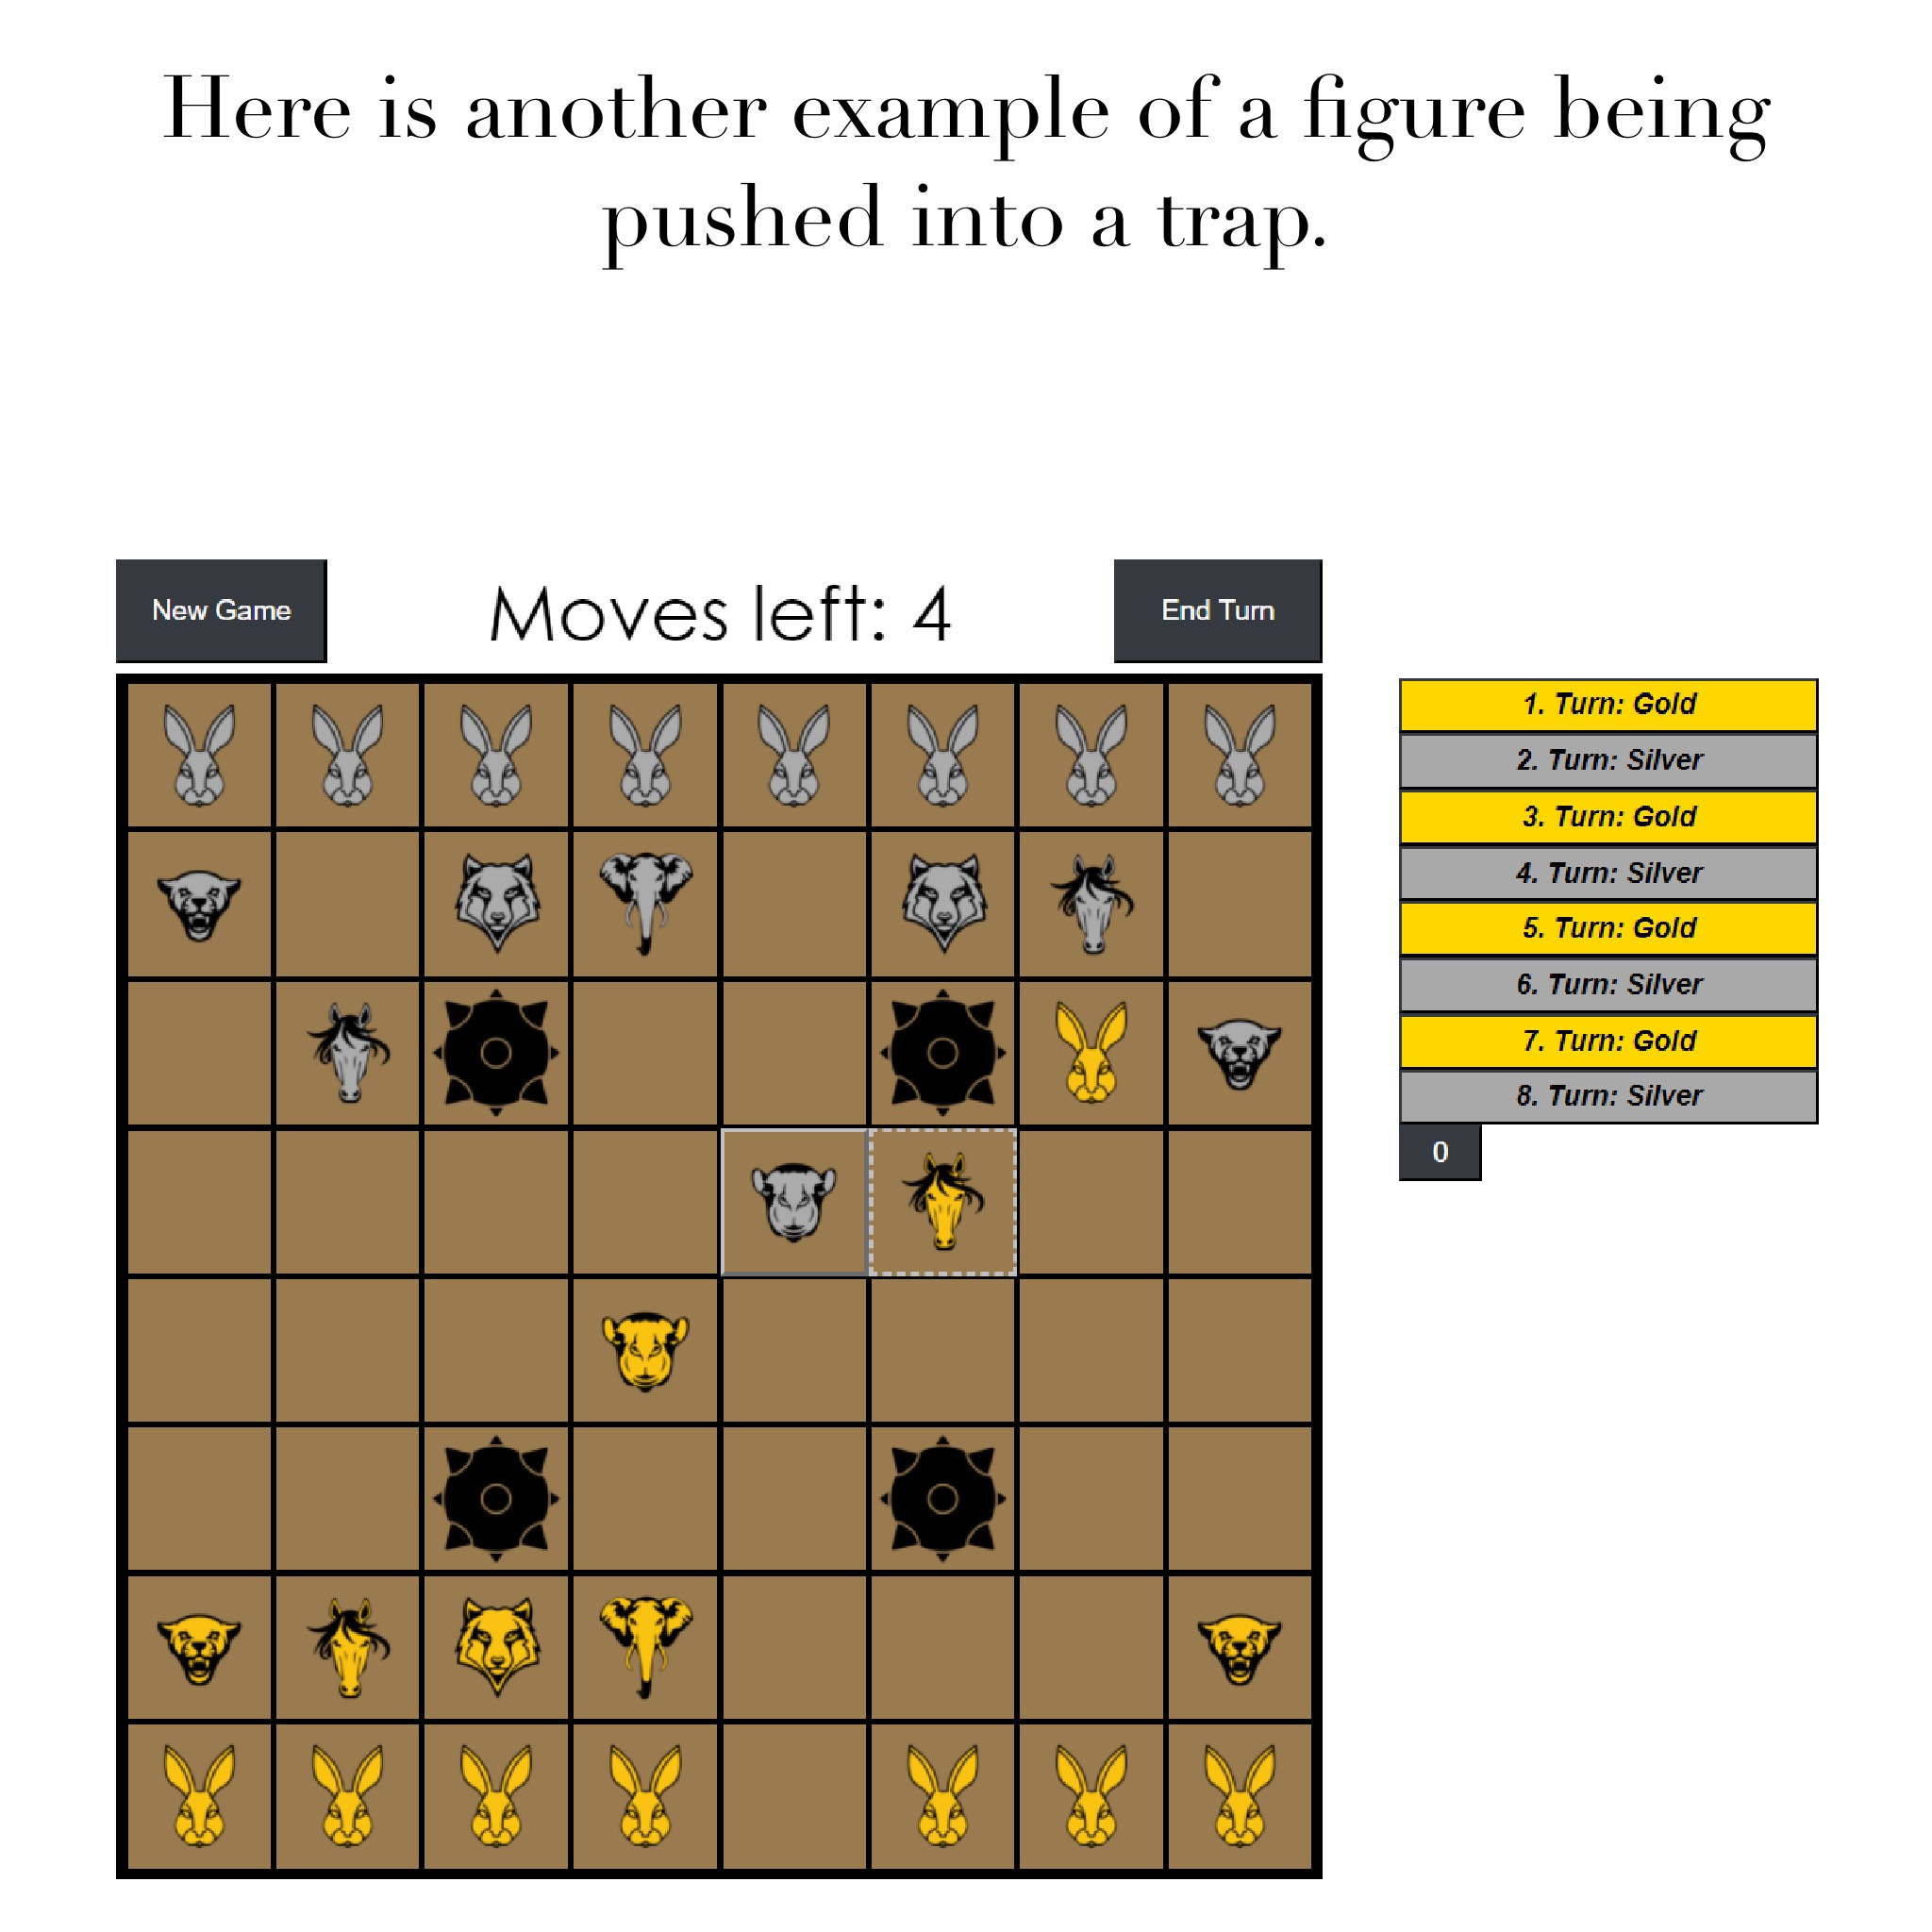 Here is another example of a figure being
pushed into a trap.
New Game
Moves left: 4
End Turn
1. Turn: Gold
2. Turn: Silver
3. Turn: Gold
4. Turn: Silver
5. Turn: Gold
6. Turn: Silver
7. Turn: Gold
8. Turn: Silver
0